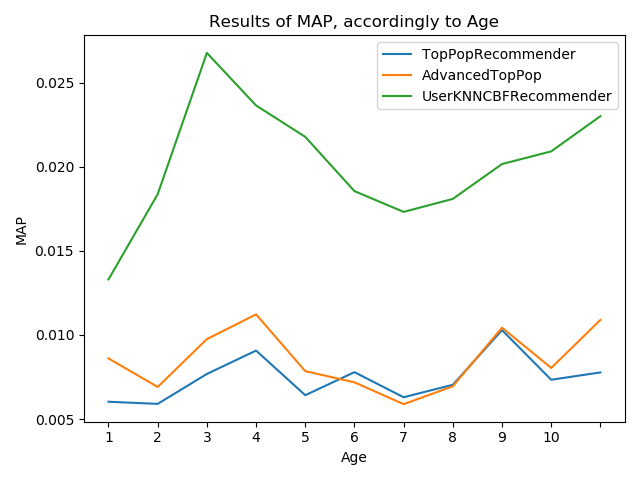 Results of MAP, accordingly to Age
TopPopRecommender
AdvancedTopPop
UserKNNCBFRecommender
0.025
0.020
0.015
0.010
0.005
MAP
1 2 3 4 5 6 7 8 9 10
Age